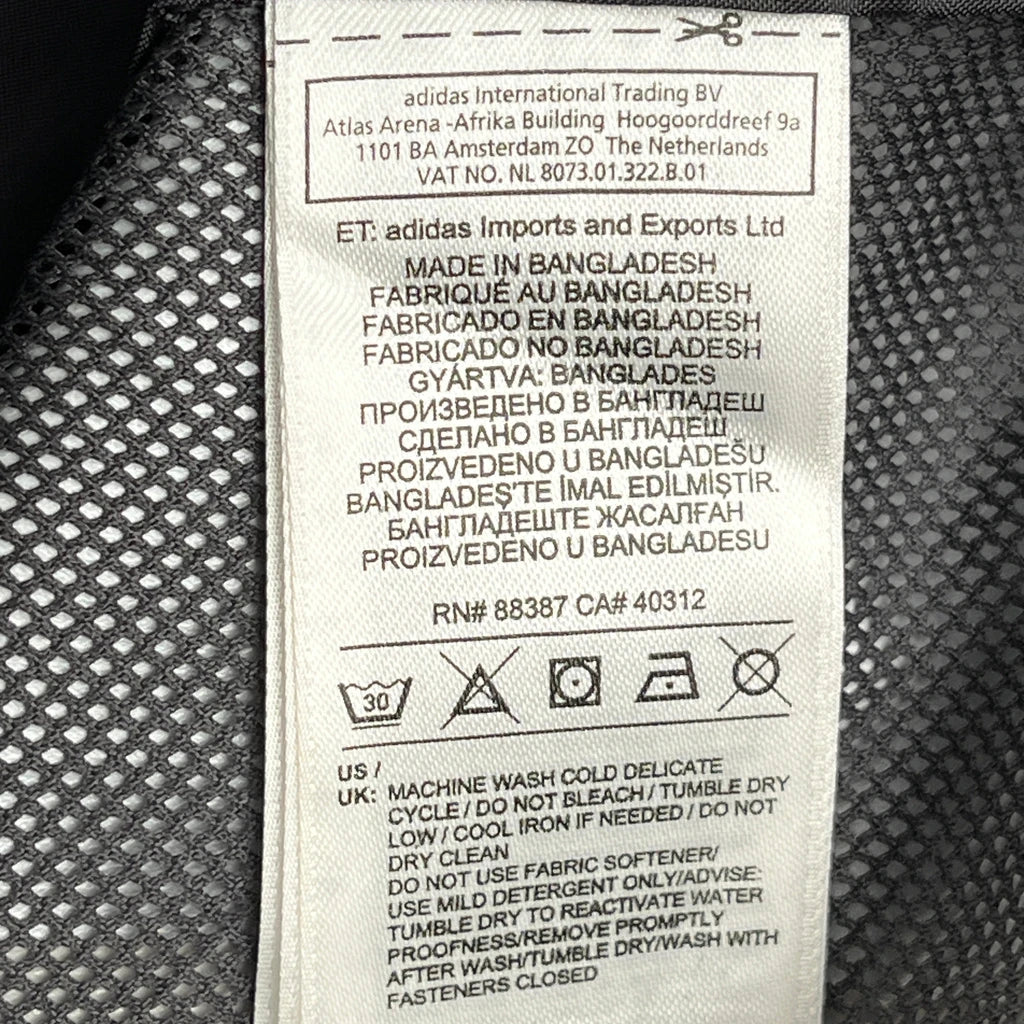 adidas International Trading BV
Atlas Arena -Afrika Building Hoogoorddreef 9a
1101 BA Amsterdam ZO The Netherlands
VAT NO. NL 8073.01.322.B.01
ET: adidas Imports and Exports Ltd
MADE IN BANGLADESH
FABRIQUÉ AU BANGLADESH
FABRICADO EN BANGLADESH
FABRICADO NO BANGLADESH
GYÁRTVA: BANGLADES
ПРОИЗВЕДЕНО В БАНГЛАДЕШ
СДЕЛАНО В БАНГЛАДЕШ
PROIZVEDENO U BANGLADEŠU
BANGLADEŞ'TE İMAL EDİLMİŞTİR.
БАНГЛАДЕШТЕ ЖАСАЛҒАН
PROIZVEDENO U BANGLADESU
RN# 88387 CA# 40312
30
US /
UK: MACHINE WASH COLD DELICATE
CYCLE / DO NOT BLEACH / TUMBLE DRY
LOW / COOL IRON IF NEEDED / DO NOT
DRY CLEAN
DO NOT USE FABRIC SOFTENER/
USE MILD DETERGENT ONLY/ADVISE:
TUMBLE DRY TO REACTIVATE WATER
PROOFNESS/REMOVE PROMPTLY
AFTER WASH/TUMBLE DRY/WASH WITH
FASTENERS CLOSED